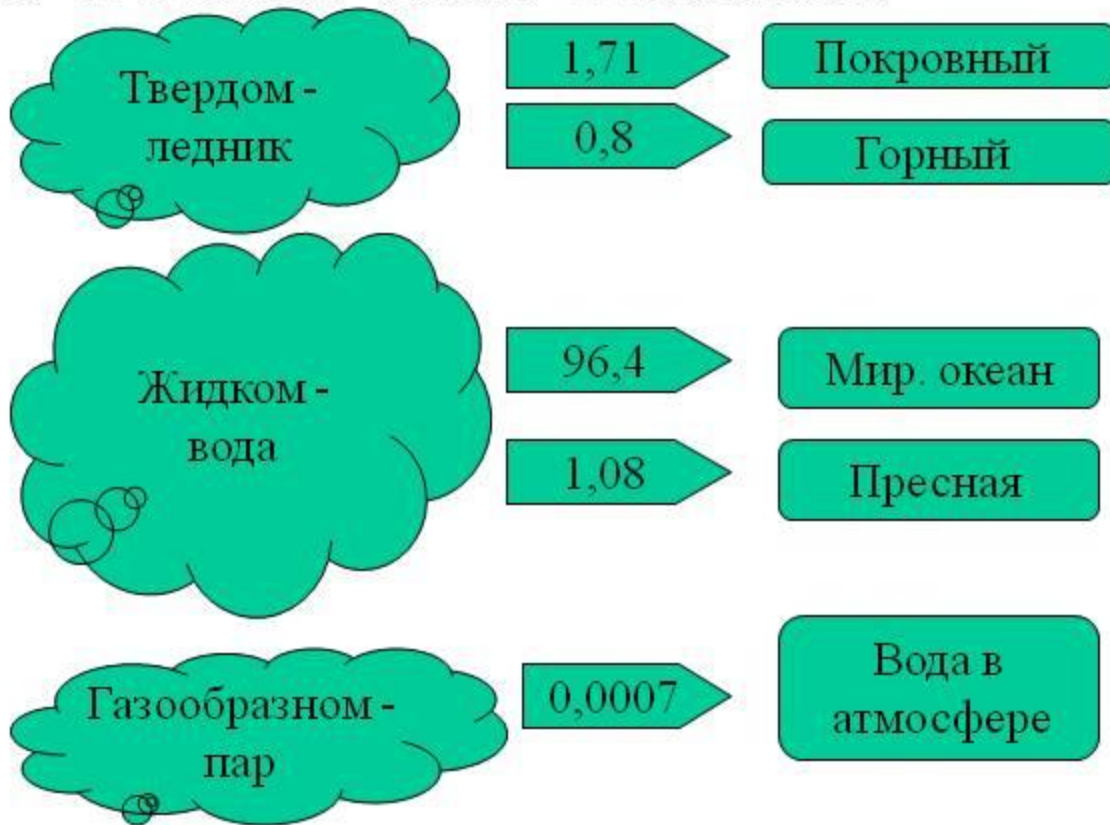 Твердом -
ледник
1,71
Покровный
0,8
Горный
Жидком -
вода
96,4
Мир. океан
1,08
Пресная
Газообразном -
пар
0,0007
Вода в
атмосфере